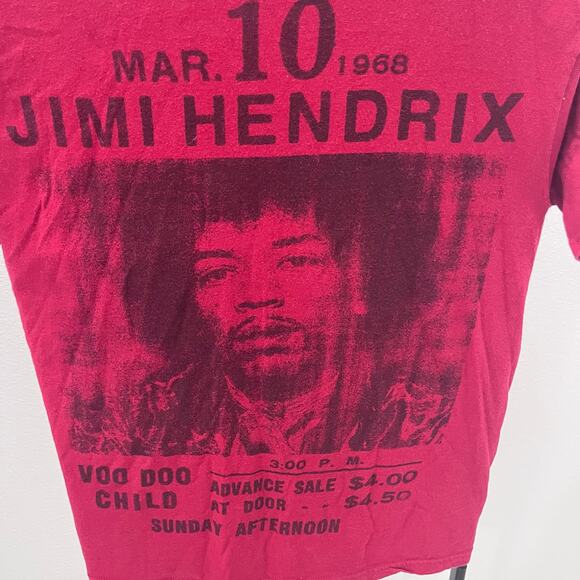 MAR. 10 1968
JIMI HENDRIX
3:00 P. M.
VOO DOO ADVANCE SALE $4.00
CHILD AT DOOR - - $4.50
SUNDAY AFTERNOON